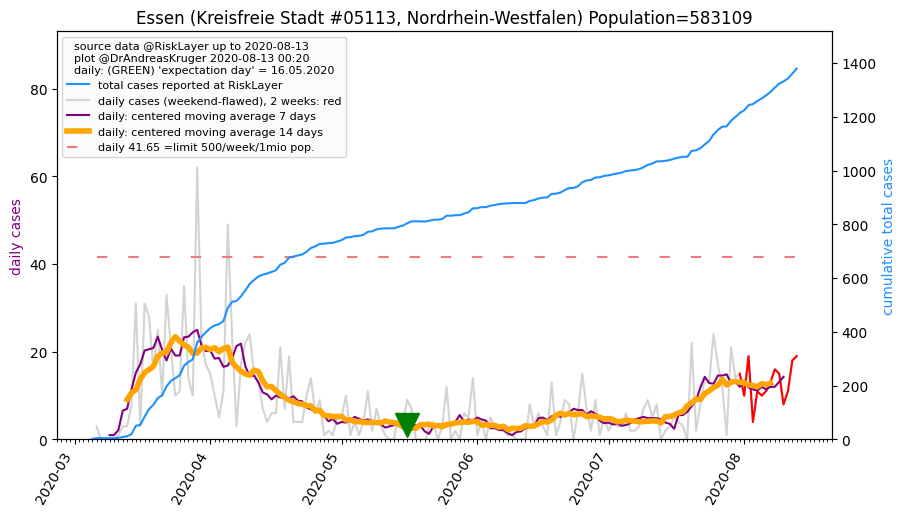 Essen (Kreisfreie Stadt #05113, Nordrhein-Westfalen) Population=583109
source data @RiskLayer up to 2020-08-13
plot @DrAndreasKruger 2020-08-13 00:20
daily: (GREEN) 'expectation day' = 16.05.2020
total cases reported at RiskLayer
daily cases (weekend-flawed), 2 weeks: red
daily: centered moving average 7 days
daily: centered moving average 14 days
daily 41.65 =limit 500/week/1mio pop.
daily cases
80
60
40
20
0
cumulative total cases
1400
1200
1000
800
600
400
200
0
2020-03
2020-04
2020-05
2020-06
2020-07
2020-08